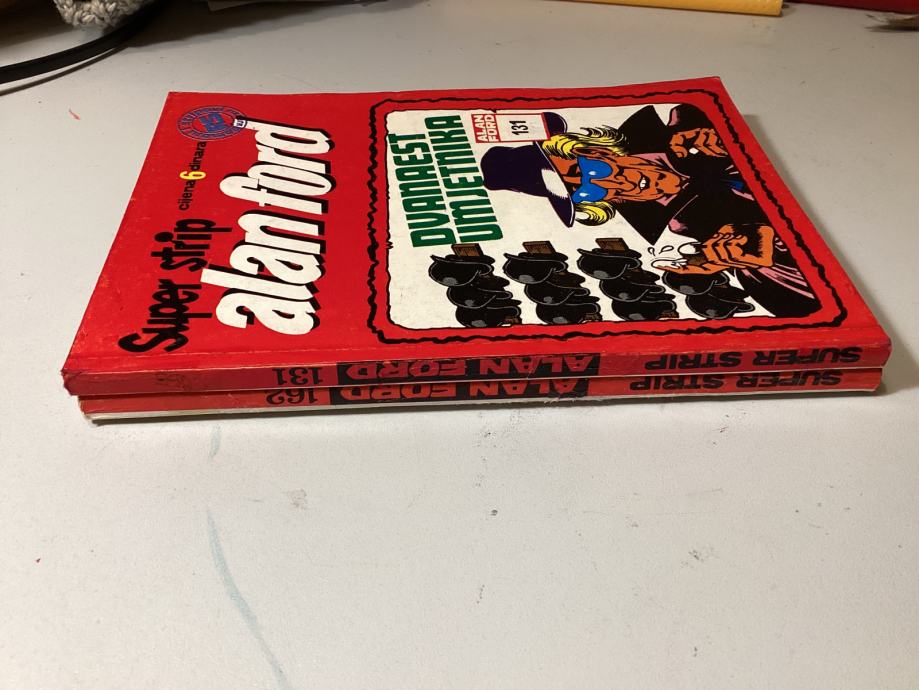 Super strip
cijena 6 dinara
alan ford
ALAN
FORD
131
DVANAEST
UMJETNIKA
SUPER STRIP ALAN FORD 131
SUPER STRIP ALAN FORD 162